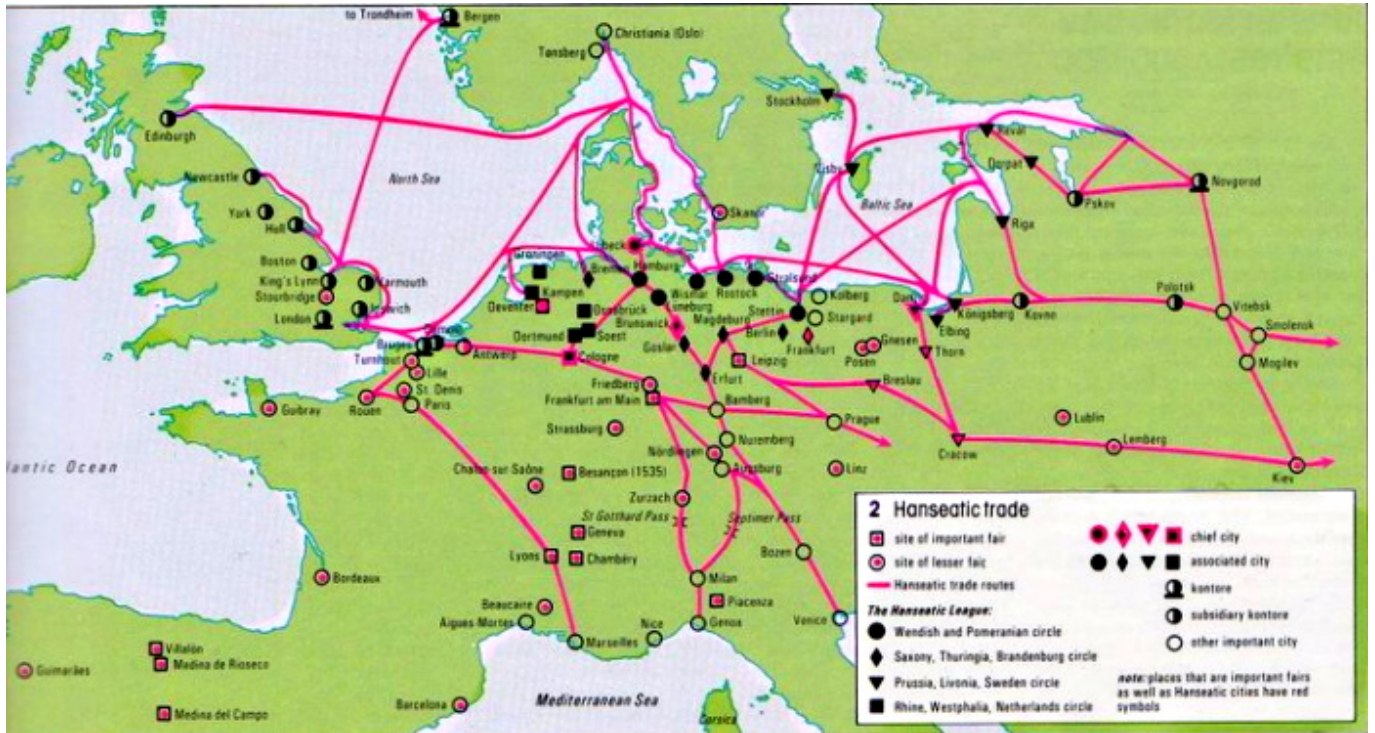 to Trondheim
Bergen
Christiania (Oslo)
Tønsberg
Stockholm
Edinburgh
Reval
Visby
Dorpat
Newcastle
North Sea
Novgorod
Pskov
York
Baltic Sea
Skanör
Hull
Riga
Lübeck
Groningen
Boston
Bremen
Hamburg
King's Lynn
Yarmouth
Stralsund
Kampen
Wismar
Rostock
Kolberg
Polotsk
Stourbridge
Deventer
Lüneburg
Königsberg
Kovno
Vitebsk
Ipswich
Osnabrück
Stettin
Stargard
London
Brunswick
Magdeburg
Elbing
Smolensk
Dortmund
Soest
Berlin
Bruges
Goslar
Frankfurt
Gnesen
Thorn
Mogilev
Antwerp
Cologne
Posen
Turnhout
Leipzig
Lille
Erfurt
Friedberg
Breslau
St. Denis
Frankfurt am Main
Bamberg
Paris
Rouen
Guibray
Prague
Lublin
Strassburg
Nuremberg
Lemberg
Nördlingen
Cracow
Atlantic Ocean
Augsburg
Linz
Chalon-sur-Saône
Besançon (1535)
Kiev
Zurzach
St Gotthard Pass
Septimer Pass
Geneva
Lyons
Chambéry
Bozen
Bordeaux
Milan
Piacenza
Beaucaire
Aigues-Mortes
Nice
Genoa
Venice
Marseilles
Villalón
Medina de Rioseco
Guimarães
Barcelona
Mediterranean Sea
Medina del Campo
Corsica
2 Hanseatic trade
site of important fair
site of lesser fair
Hanseatic trade routes
The Hanseatic League:
Wendish and Pomeranian circle
Saxony, Thuringia, Brandenburg circle
Prussia, Livonia, Sweden circle
Rhine, Westphalia, Netherlands circle
chief city
associated city
kontore
subsidiary kontore
other important city
note: places that are important fairs
as well as Hanseatic cities have red
symbols